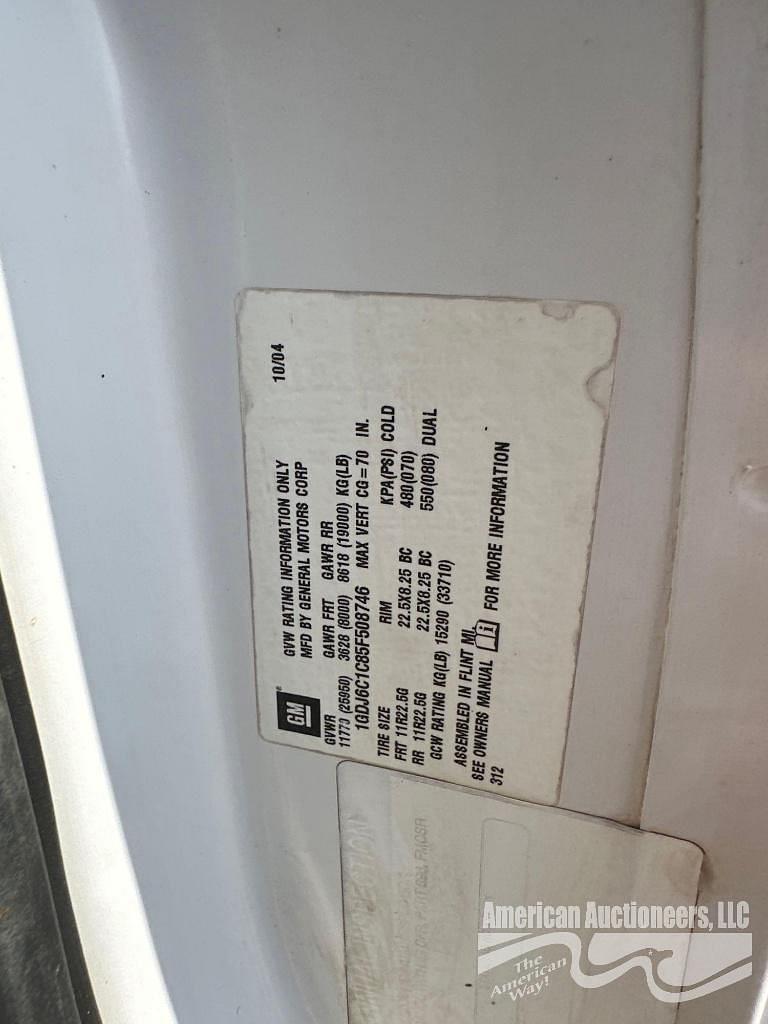 GM ®
GVW RATING INFORMATION ONLY 10/04
MFD BY GENERAL MOTORS CORP
GVWR GAWR FRT GAWR RR
11770 (25950) 3628 (8000) 8618 (19000) KG(LB)
1GDJ6C1C85F508746 MAX VERT CG=70 IN.
TIRE SIZE RIM KPA(PSI) COLD
FRT 11R22.5G 22.5X8.25 BC 480(070)
RR 11R22.5G 22.5X8.25 BC 550(080) DUAL
GCW RATING KG(LB) 15290 (33710)
ASSEMBLED IN FLINT MI
SEE OWNERS MANUAL FOR MORE INFORMATION
312
American Auctioneers, LLC
The
American
Way!